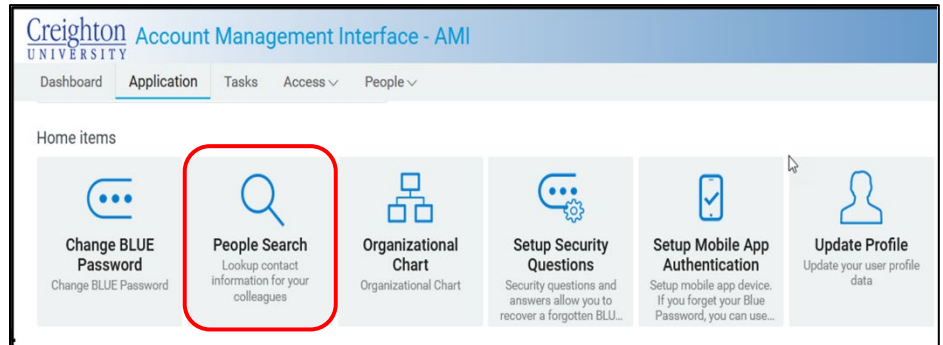 Creighton
UNIVERSITY
Account Management Interface - AMI
Dashboard Application Tasks Access People
Home items
Change BLUE
Password
Change BLUE Password
People Search
Lookup contact
information for your
colleagues
Organizational
Chart
Organizational Chart
Setup Security
Questions
Security questions and
answers allow you to
recover a forgotten BLU...
Setup Mobile App
Authentication
Setup mobile app device.
If you forget your Blue
Password, you can use...
Update Profile
Update your user profile
data